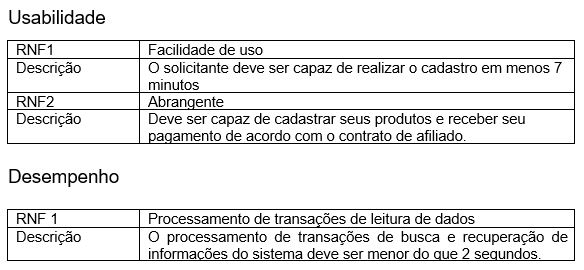 Usabilidade
RNF1 Facilidade de uso
Descrição O solicitante deve ser capaz de realizar o cadastro em menos 7
minutos
RNF2 Abrangente
Descrição Deve ser capaz de cadastrar seus produtos e receber seu
pagamento de acordo com o contrato de afiliado.
Desempenho
RNF 1 Processamento de transações de leitura de dados
Descrição O processamento de transações de busca e recuperação de
informações do sistema deve ser menor do que 2 segundos.